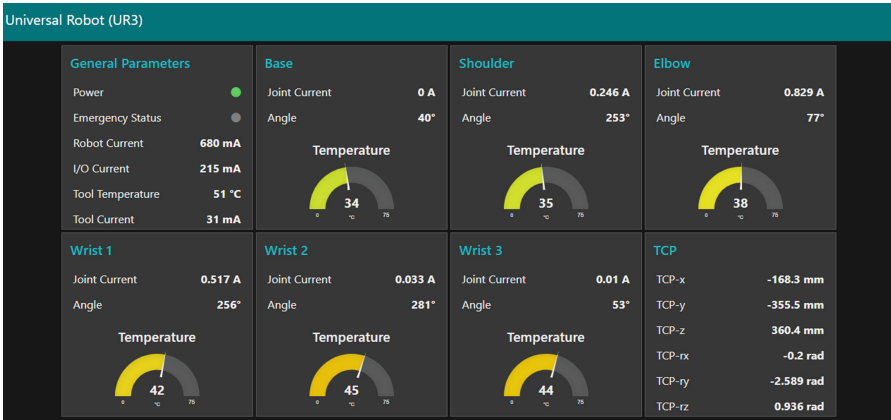 Universal Robot (UR3)
General Parameters
Power
Emergency Status
Robot Current 680 mA
I/O Current 215 mA
Tool Temperature 51 °C
Tool Current 31 mA
Base
Joint Current 0 A
Angle 40°
Temperature
34
0 °C 75
Shoulder
Joint Current 0.246 A
Angle 253°
Temperature
35
0 °C 75
Elbow
Joint Current 0.829 A
Angle 77°
Temperature
38
0 °C 75
Wrist 1
Joint Current 0.517 A
Angle 256°
Temperature
42
0 °C 75
Wrist 2
Joint Current 0.033 A
Angle 281°
Temperature
45
0 °C 75
Wrist 3
Joint Current 0.01 A
Angle 53°
Temperature
44
0 °C 75
TCP
TCP-x -168.3 mm
TCP-y -355.5 mm
TCP-z 360.4 mm
TCP-rx -0.2 rad
TCP-ry -2.589 rad
TCP-rz 0.936 rad